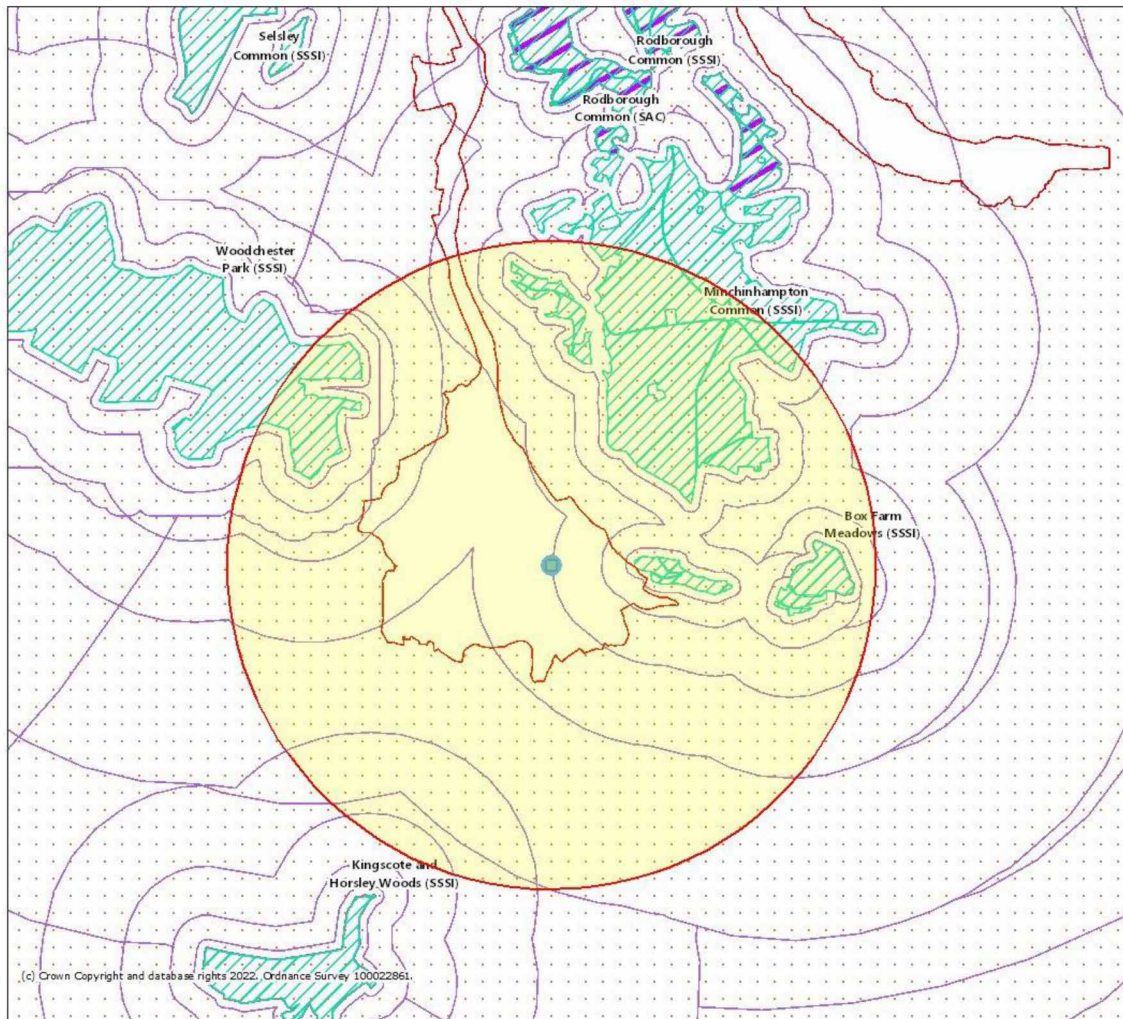 Selsley
Common (SSSI)
Rodborough
Common (SSSI)
Rodborough
Common (SAC)
Woodchester
Park (SSSI)
Minchinhampton
Common (SSSI)
Box Farm
Meadows (SSSI)
Kingscote and
Horsley Woods (SSSI)
(c) Crown Copyright and database rights 2022. Ordnance Survey 100022861.